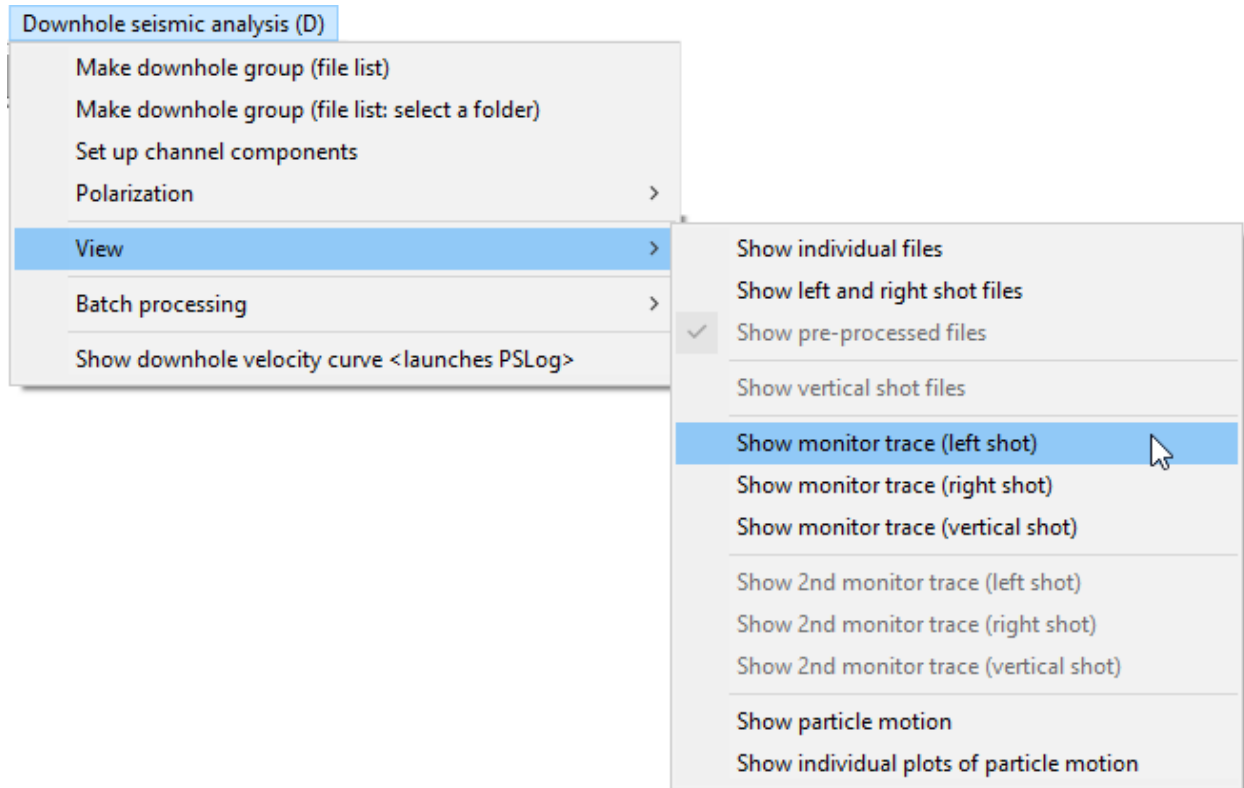 Downhole seismic analysis (D)
Make downhole group (file list)
Make downhole group (file list: select a folder)
Set up channel components
Polarization
View
Batch processing
Show downhole velocity curve <launches PSLog>
Show individual files
Show left and right shot files
Show pre-processed files
Show vertical shot files
Show monitor trace (left shot)
Show monitor trace (right shot)
Show monitor trace (vertical shot)
Show 2nd monitor trace (left shot)
Show 2nd monitor trace (right shot)
Show 2nd monitor trace (vertical shot)
Show particle motion
Show individual plots of particle motion